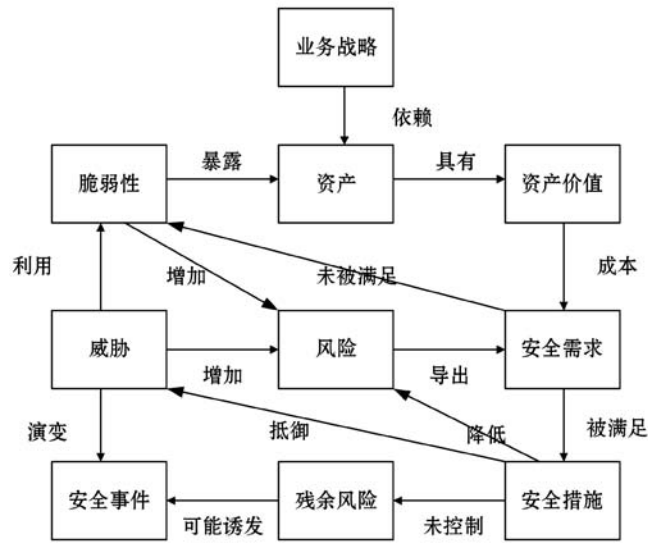 业务战略
依赖
脆弱性
暴露
资产
具有
资产价值
利用
增加
未被满足
成本
威胁
增加
风险
导出
安全需求
演变
抵御
降低
被满足
安全事件
可能诱发
残余风险
未控制
安全措施